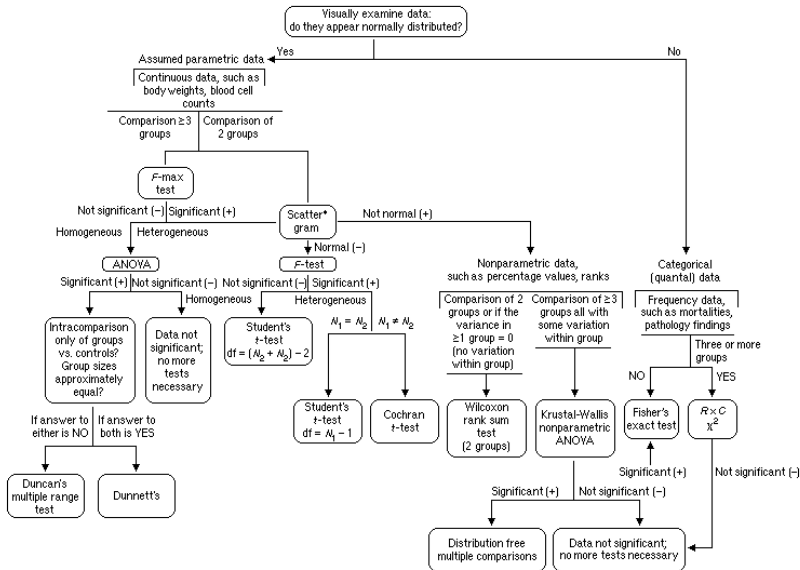 Visually examine data:
do they appear normally distributed?
Yes
No
Assumed parametric data
Continuous data, such as
body weights, blood cell
counts
Comparison ≥3
groups
Comparison of
2 groups
F-max
test
Not significant (–)
Significant (+)
Homogeneous
Heterogeneous
Scatter*
gram
Not normal (+)
Normal (–)
ANOVA
F-test
Significant (+)
Not significant (–)
Homogeneous
Not significant (–)
Significant (+)
Heterogeneous
Nonparametric data,
such as percentage values, ranks
Categorical
(quantal) data
Intracomparison
only of groups
vs. controls?
Group sizes
approximately
equal?
Data not
significant;
no more
tests
necessary
Student's
t-test
df = (N₂ + N₂) – 2
N₁ = N₂
N₁ ≠ N₂
Comparison of 2
groups or if the
variance in
≥1 group = 0
(no variation
within group)
Comparison of ≥3
groups all with
some variation
within group
Frequency data,
such as mortalities,
pathology findings
Three or more
groups
NO
YES
If answer to
either is NO
If answer to
both is YES
Student's
t-test
df = N₁ – 1
Cochran
t-test
Wilcoxon
rank sum
test
(2 groups)
Krustal-Wallis
nonparametric
ANOVA
Fisher's
exact test
R × C
χ²
Duncan's
multiple range
test
Dunnett's
Significant (+)
Not significant (–)
Significant (+)
Not significant (–)
Distribution free
multiple comparisons
Data not significant;
no more tests necessary